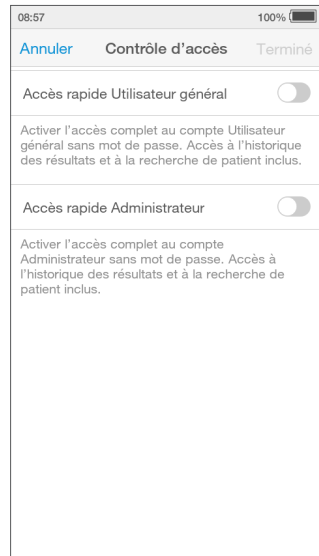 08:57 100%
Annuler Contrôle d’accès Terminé
Accès rapide Utilisateur général
Activer l’accès complet au compte Utilisateur
général sans mot de passe. Accès à l’historique
des résultats et à la recherche de patient inclus.
Accès rapide Administrateur
Activer l’accès complet au compte
Administrateur sans mot de passe. Accès à
l’historique des résultats et à la recherche de
patient inclus.